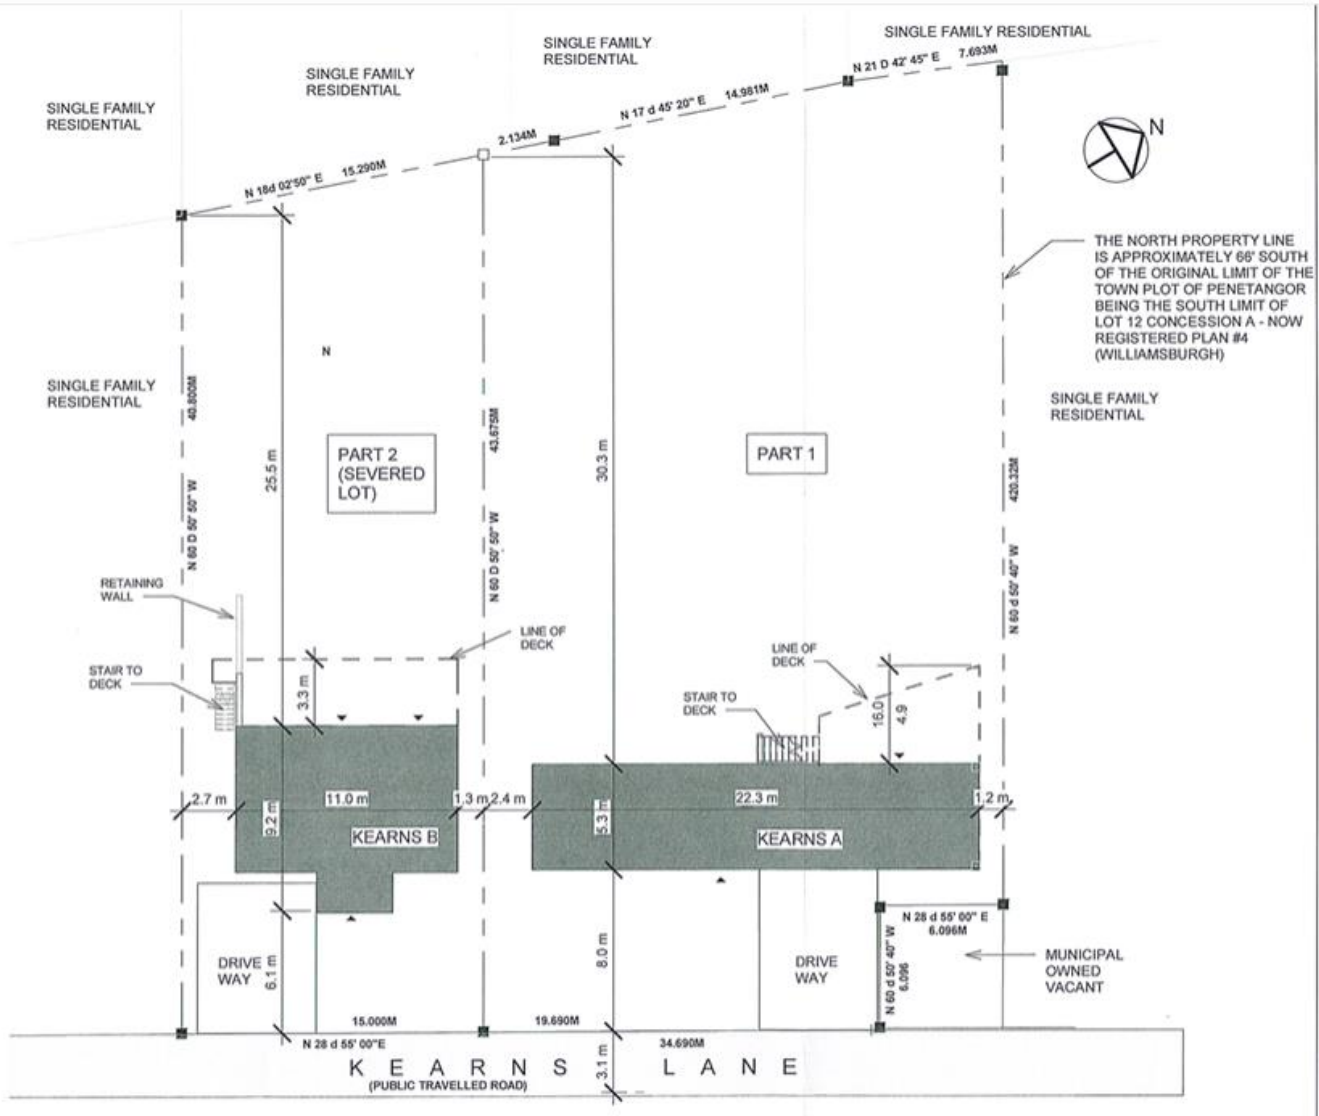 SINGLE FAMILY RESIDENTIAL
SINGLE FAMILY
RESIDENTIAL
SINGLE FAMILY
RESIDENTIAL
SINGLE FAMILY
RESIDENTIAL
N 21 D 42' 45" E 7.693M
N 17 d 45' 20" E 14.981M
2.134M
N 18d 02'50" E 15.290M
N
THE NORTH PROPERTY LINE
IS APPROXIMATELY 66' SOUTH
OF THE ORIGINAL LIMIT OF THE
TOWN PLOT OF PENETANGOR
BEING THE SOUTH LIMIT OF
LOT 12 CONCESSION A - NOW
REGISTERED PLAN #4
(WILLIAMSBURGH)
N
SINGLE FAMILY
RESIDENTIAL
SINGLE FAMILY
RESIDENTIAL
N 60 D 50' 50" W 40.800M
25.5 m
PART 2
(SEVERED
LOT)
N 60 D 50' 50" W 43.675M
30.3 m
PART 1
N 60 d 50' 40" W 420.32M
RETAINING
WALL
STAIR TO
DECK
3.3 m
LINE OF
DECK
LINE OF
DECK
STAIR TO
DECK
16.0
4.9
2.7 m
11.0 m
1.3 m
2.4 m
22.3 m
1.2 m
9.2 m
KEARNS B
5.3 m
KEARNS A
DRIVE
WAY
6.1 m
8.0 m
DRIVE
WAY
N 60 d 50' 40" W
6.096
N 28 d 55' 00" E
6.096M
MUNICIPAL
OWNED
VACANT
15.000M
19.690M
N 28 d 55' 00"E
34.690M
KEARNS LANE
(PUBLIC TRAVELLED ROAD)
3.1 m